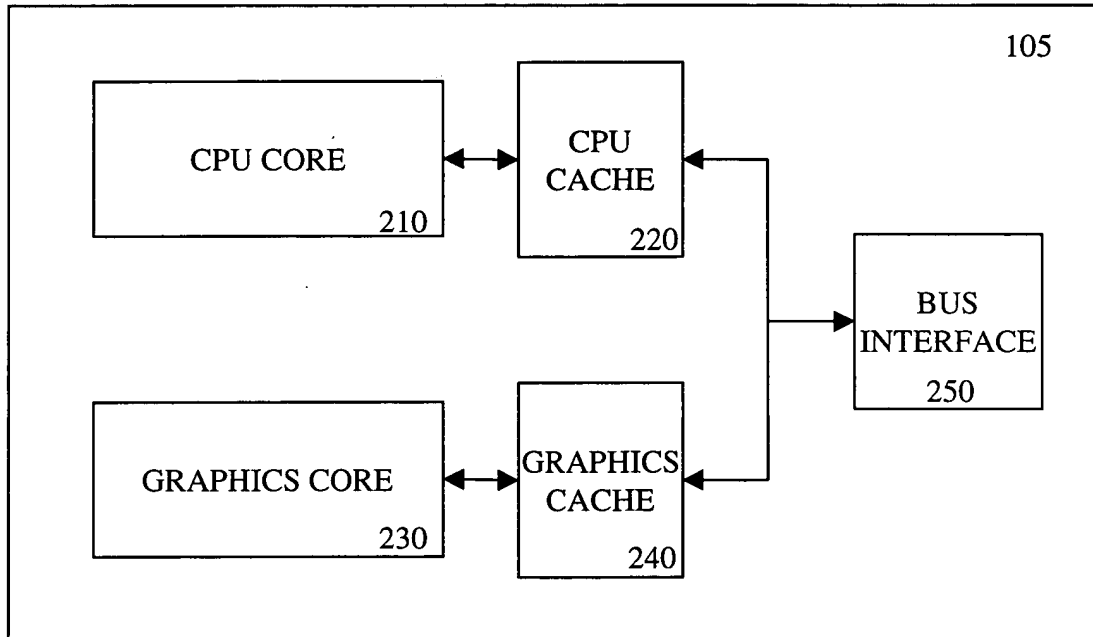 105
CPU CORE
210
CPU
CACHE
220
BUS
INTERFACE
250
GRAPHICS CORE
230
GRAPHICS
CACHE
240